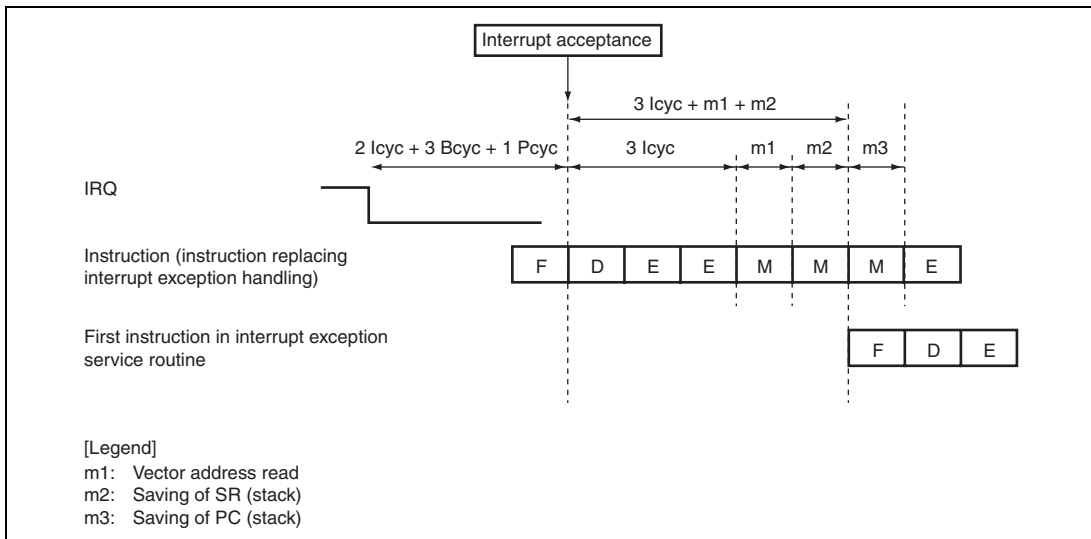 Interrupt acceptance
3 Icyc + m1 + m2
2 Icyc + 3 Bcyc + 1 Pcyc
3 Icyc
m1
m2
m3
IRQ
Instruction (instruction replacing
interrupt exception handling)
F D E E M M M E
First instruction in interrupt exception
service routine
F D E
[Legend]
m1: Vector address read
m2: Saving of SR (stack)
m3: Saving of PC (stack)